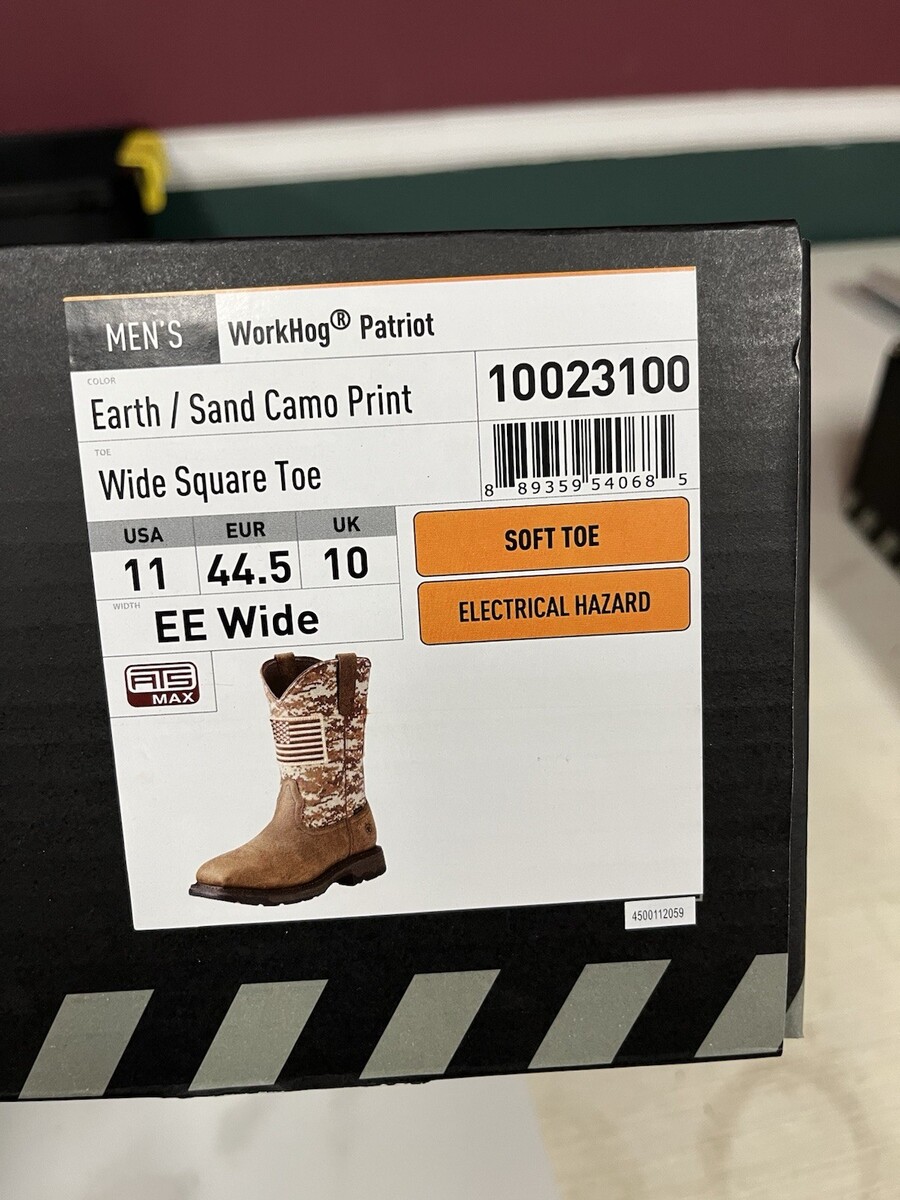 MEN'S WorkHog® Patriot
COLOR
Earth / Sand Camo Print
10023100
TOE
Wide Square Toe
8 89359 54068 5
USA EUR UK
11 44.5 10
WIDTH
EE Wide
SOFT TOE
ELECTRICAL HAZARD
ATS
MAX
4500112059